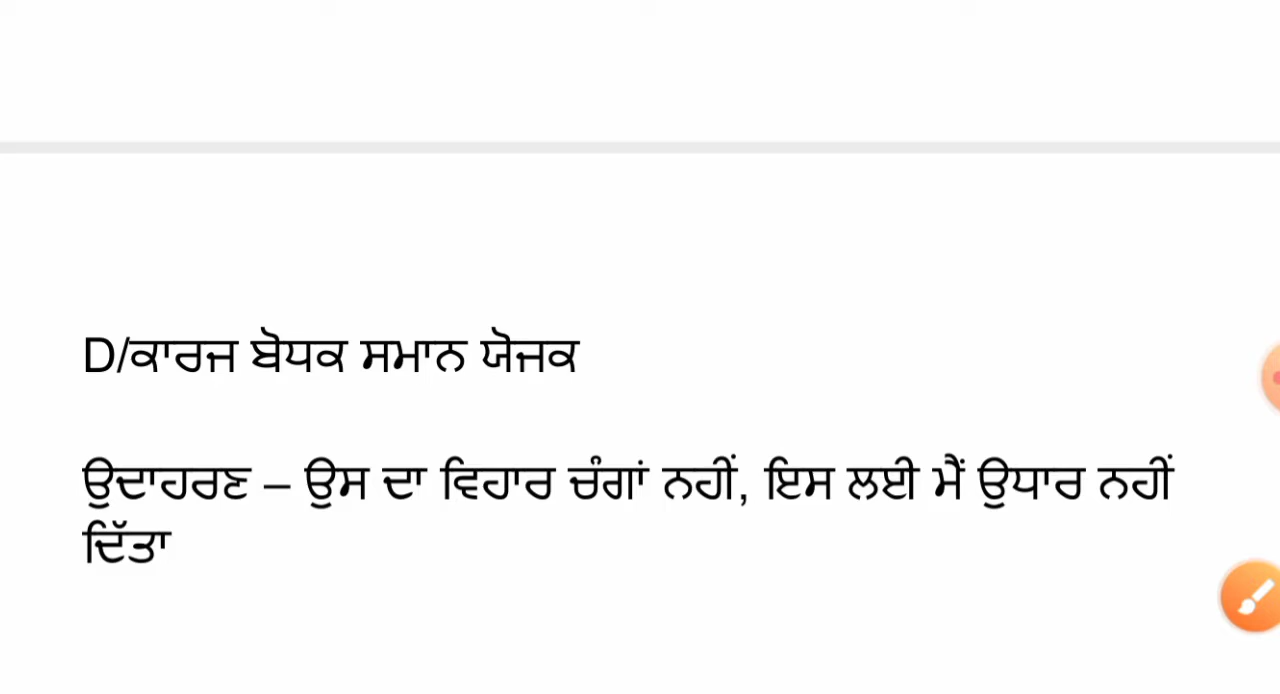 D/ਕਾਰਜ ਬੋਧਕ ਸਮਾਨ ਯੋਜਕ
ਉਦਾਹਰਣ – ਉਸ ਦਾ ਵਿਹਾਰ ਚੰਗਾਂ ਨਹੀਂ, ਇਸ ਲਈ ਮੈਂ ਉਧਾਰ ਨਹੀਂ
ਦਿੱਤਾ